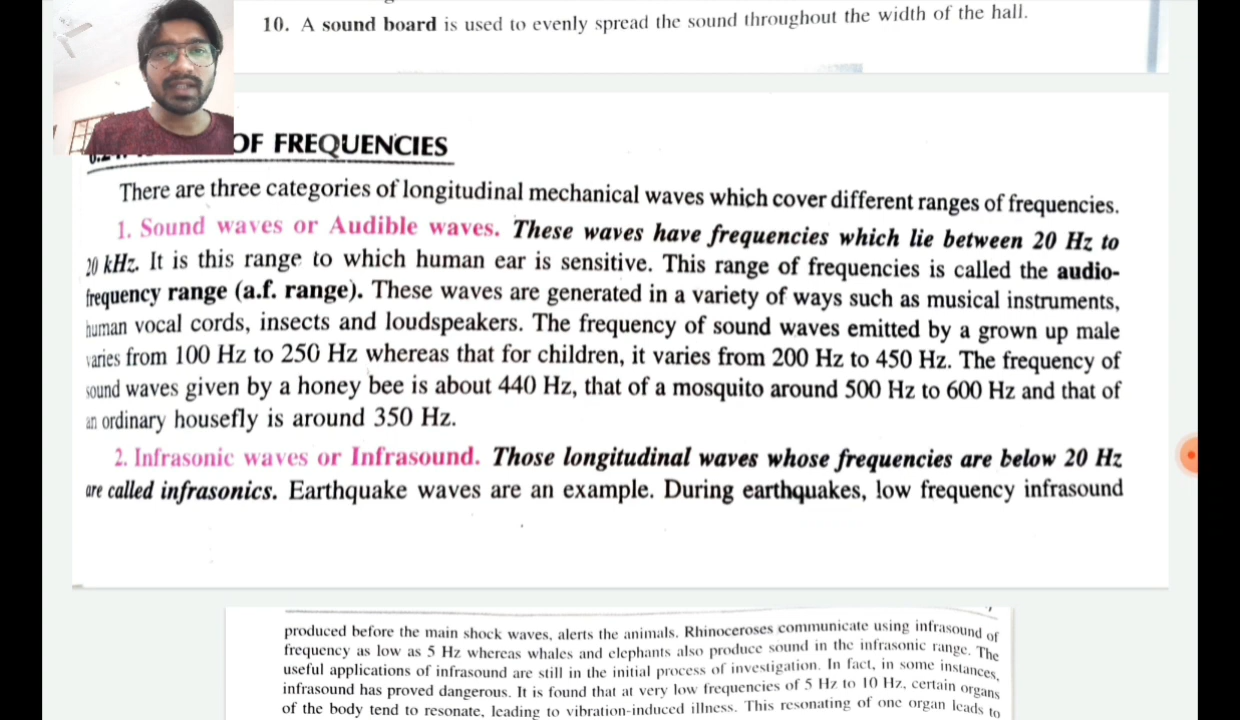 10. A sound board is used to evenly spread the sound throughout the width of the hall.
OF FREQUENCIES
There are three categories of longitudinal mechanical waves which cover different ranges of frequencies.
1. Sound waves or Audible waves. These waves have frequencies which lie between 20 Hz to
20 kHz. It is this range to which human ear is sensitive. This range of frequencies is called the audio-
frequency range (a.f. range). These waves are generated in a variety of ways such as musical instruments,
human vocal cords, insects and loudspeakers. The frequency of sound waves emitted by a grown up male
varies from 100 Hz to 250 Hz whereas that for children, it varies from 200 Hz to 450 Hz. The frequency of
sound waves given by a honey bee is about 440 Hz, that of a mosquito around 500 Hz to 600 Hz and that of
an ordinary housefly is around 350 Hz.
2. Infrasonic waves or Infrasound. Those longitudinal waves whose frequencies are below 20 Hz
are called infrasonics. Earthquake waves are an example. During earthquakes, low frequency infrasound
produced before the main shock waves, alerts the animals. Rhinoceroses communicate using infrasound of
frequency as low as 5 Hz whereas whales and elephants also produce sound in the infrasonic range. The
useful applications of infrasound are still in the initial process of investigation. In fact, in some instances,
infrasound has proved dangerous. It is found that at very low frequencies of 5 Hz to 10 Hz, certain organs
of the body tend to resonate, leading to vibration-induced illness. This resonating of one organ leads to